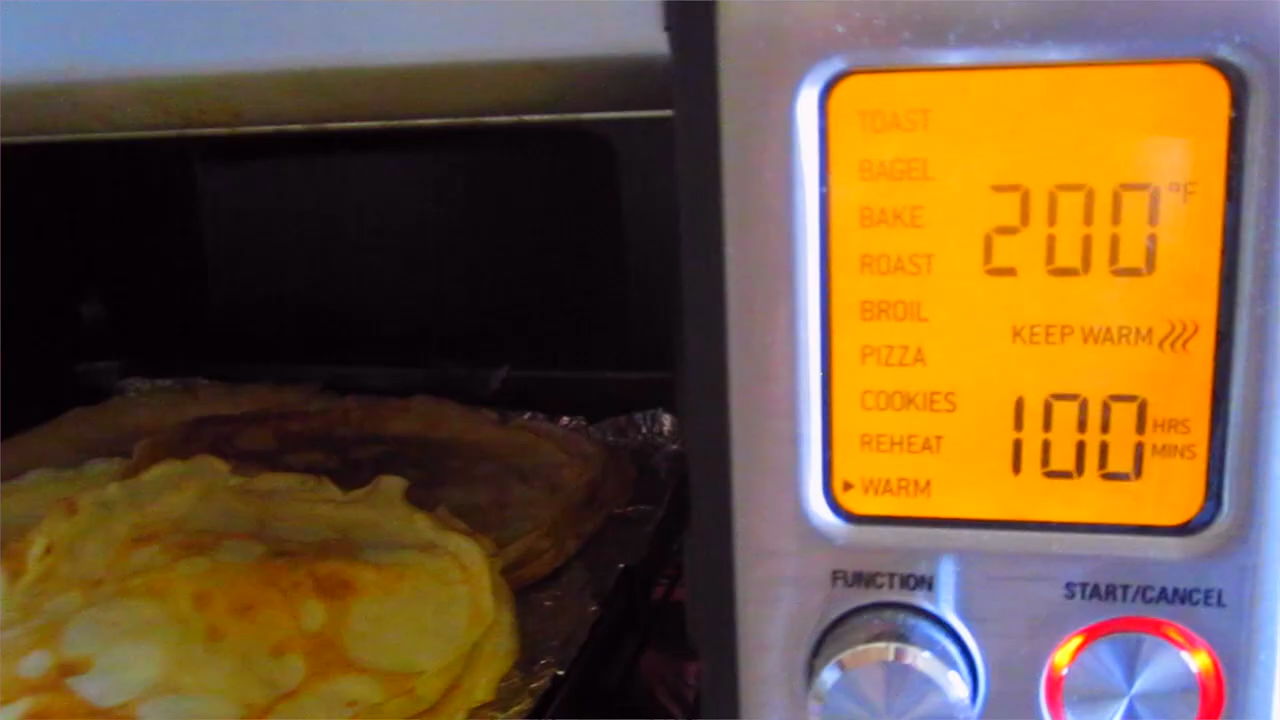 TOAST
BAGEL
BAKE
ROAST
BROIL
PIZZA
COOKIES
REHEAT
WARM
200°F
KEEP WARM
100 HRS
MINS
FUNCTION
START/CANCEL